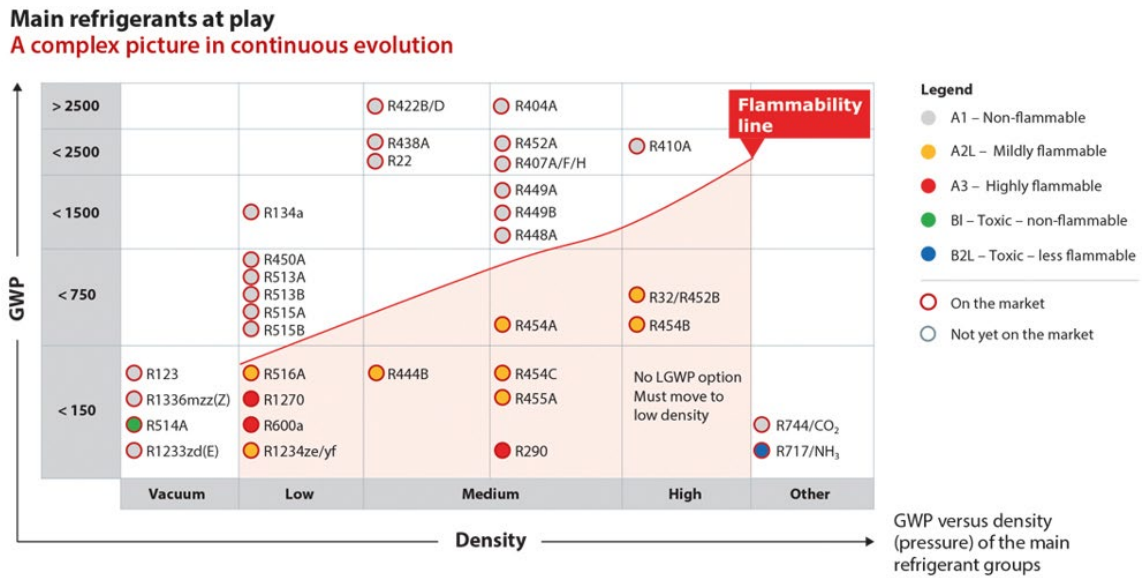 Main refrigerants at play
A complex picture in continuous evolution
GWP
> 2500
R422B/D
R404A
Flammability
line
< 2500
R438A
R22
R452A
R407A/F/H
R410A
< 1500
R134a
R449A
R449B
R448A
< 750
R450A
R513A
R513B
R515A
R515B
R454A
R32/R452B
R454B
< 150
R123
R1336mzz(Z)
R514A
R1233zd(E)
R516A
R1270
R600a
R1234ze/yf
R444B
R454C
R455A
R290
No LGWP option
Must move to
low density
R744/CO₂
R717/NH₃
Vacuum
Low
Medium
High
Other
Density
Legend
A1 – Non-flammable
A2L – Mildly flammable
A3 – Highly flammable
BI – Toxic – non-flammable
B2L – Toxic – less flammable
On the market
Not yet on the market
GWP versus density
(pressure) of the main
refrigerant groups